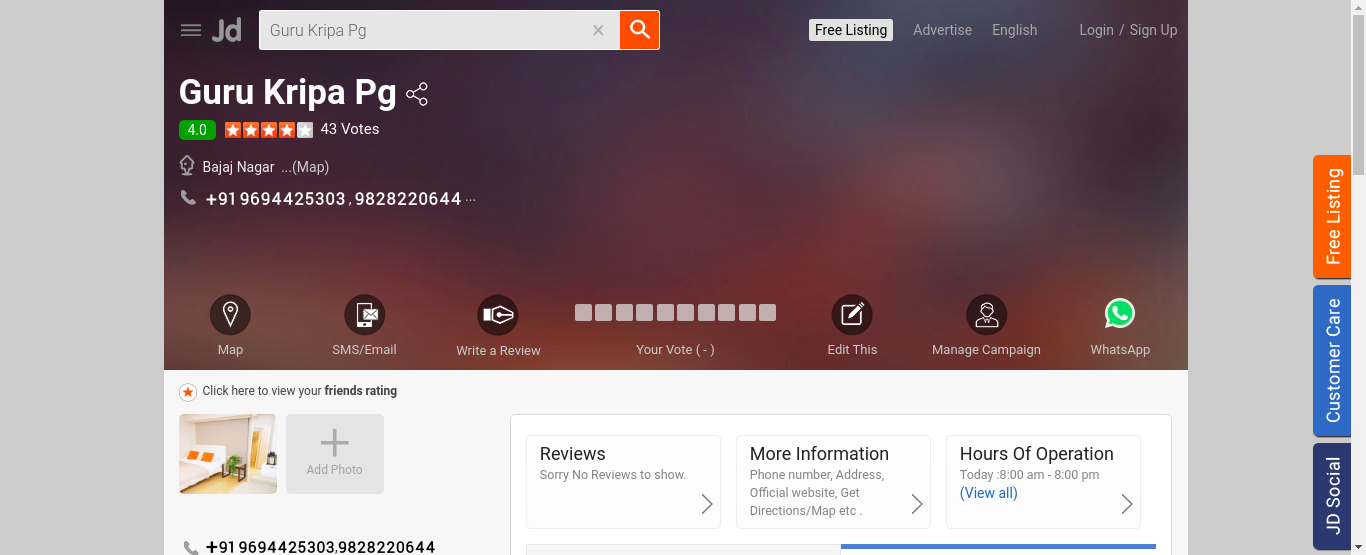 Jd
Guru Kripa Pg
Free Listing Advertise English Login / Sign Up
Guru Kripa Pg
4.0 43 Votes
Bajaj Nagar ...(Map)
+91 9694425303 , 9828220644 ...
Map SMS/Email Write a Review Your Vote ( - ) Edit This Manage Campaign WhatsApp
Click here to view your friends rating
Add Photo
Reviews
Sorry No Reviews to show.
More Information
Phone number, Address,
Official website, Get
Directions/Map etc .
Hours Of Operation
Today :8:00 am - 8:00 pm
(View all)
+91 9694425303,9828220644
Free Listing
Customer Care
JD Social